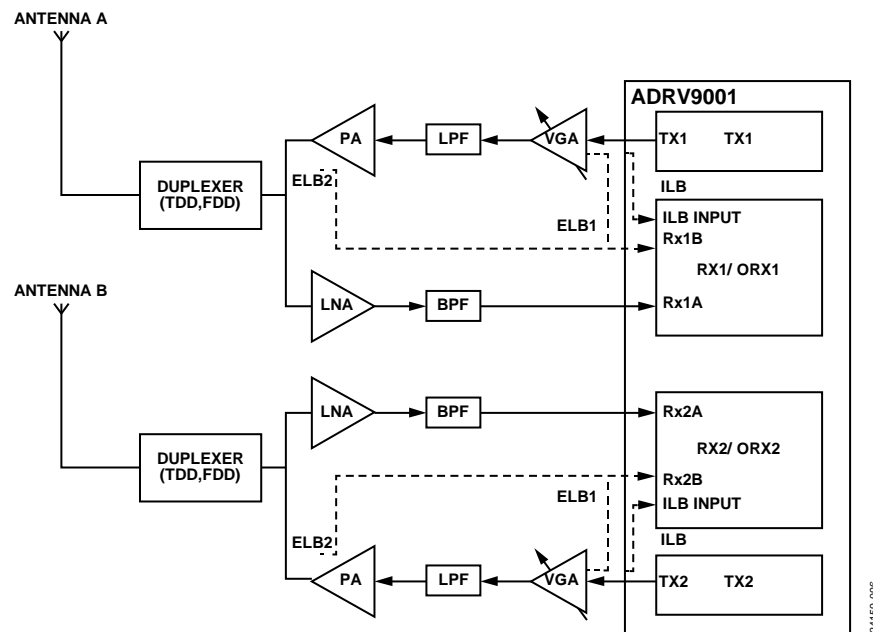 ANTENNA A
ADRV9001
PA
LPF
VGA
TX1
TX1
DUPLEXER
(TDD,FDD)
ELB2
ILB
ELB1
ILB INPUT
Rx1B
RX1/ ORX1
ANTENNA B
LNA
BPF
Rx1A
LNA
BPF
Rx2A
RX2/ ORX2
DUPLEXER
(TDD,FDD)
Rx2B
ELB1
ILB INPUT
ELB2
ILB
PA
LPF
VGA
TX2
TX2